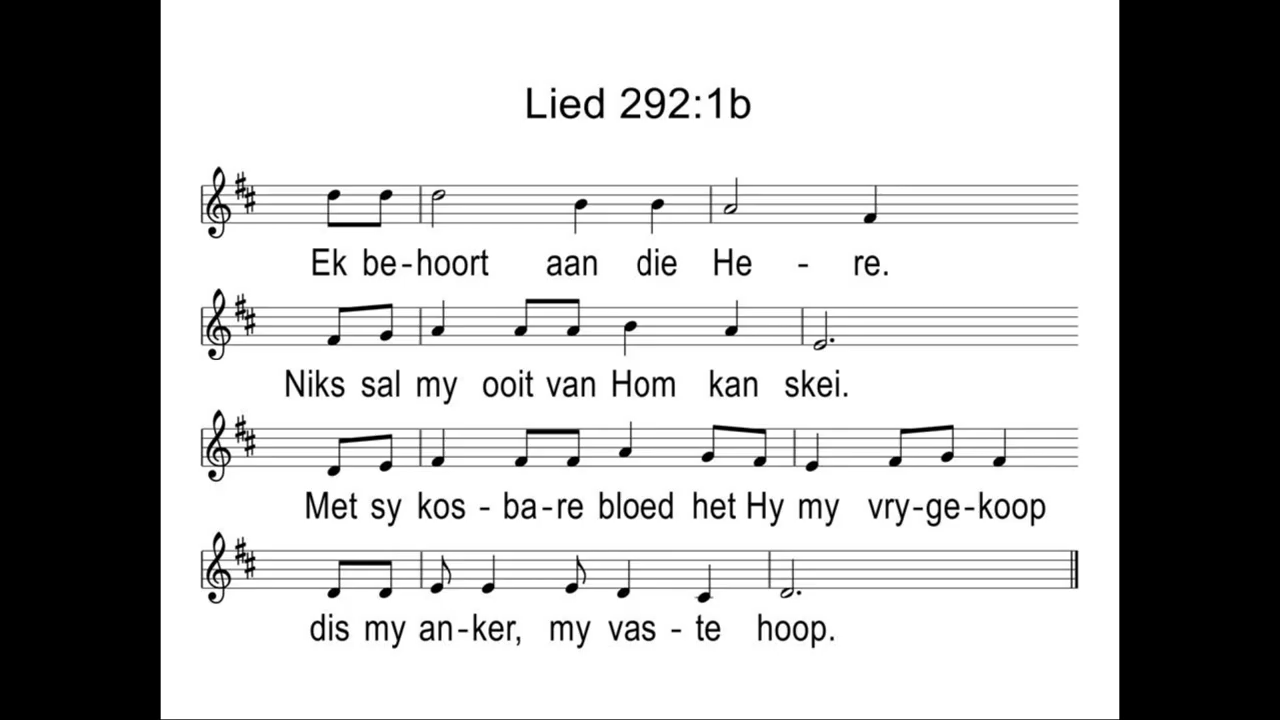 Lied 292:1b
Ek be-hoort aan die He - re.
Niks sal my ooit van Hom kan skei.
Met sy kos - ba-re bloed het Hy my vry-ge-koop
dis my an-ker, my vas - te hoop.